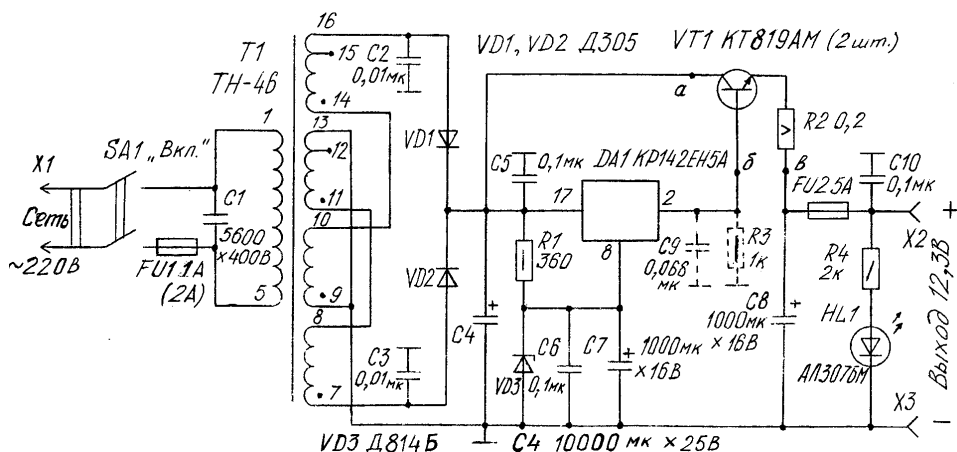 16
15
14
13
12
11
10
9
8
7
T1
ТН-46
1
5
X1
SA1 „Вкл."
Сеть
~220В
C1
5600
×400В
FU1 1А
(2А)
C2
0,01мк
C3
0,01мк
VD1
VD2
VD1, VD2 Д305
VT1 КТ819АМ (2шт.)
а
б
в
R2 0,2
C5
0,1мк
DA1 КР142ЕН5А
17
2
8
R1
360
C9
0,068
мк
R3
1к
FU2 5А
C10
0,1мк
+
X2
R4
2к
HL1
АЛ307БМ
Выход 12,3В
X3
−
C8
+
1000мк
×16В
C4
+
VD3
C6
0,1мк
C7
+
1000мк
×16В
VD3 Д814Б
C4 10000 мк ×25В